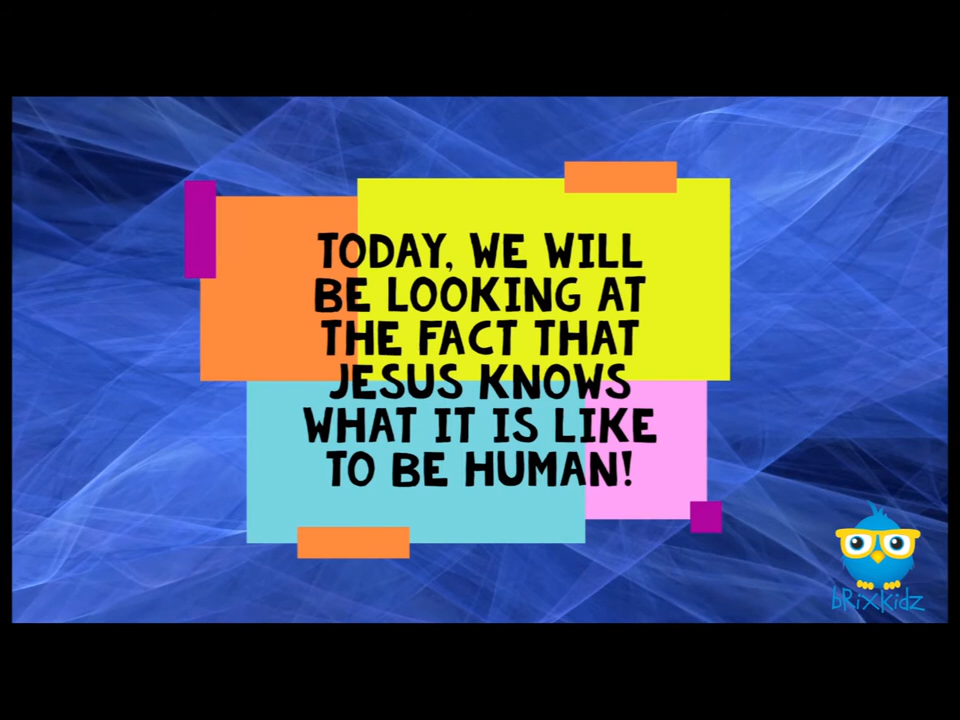 TODAY, WE WILL
BE LOOKING AT
THE FACT THAT
JESUS KNOWS
WHAT IT IS LIKE
TO BE HUMAN!
bRixkidz